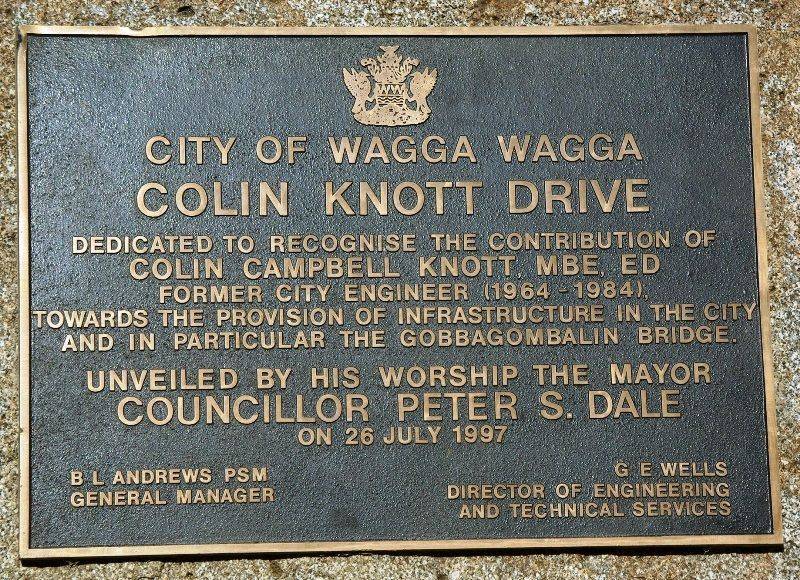 CITY OF WAGGA WAGGA
COLIN KNOTT DRIVE
DEDICATED TO RECOGNISE THE CONTRIBUTION OF
COLIN CAMPBELL KNOTT, MBE, ED
FORMER CITY ENGINEER (1964 - 1984),
TOWARDS THE PROVISION OF INFRASTRUCTURE IN THE CITY
AND IN PARTICULAR THE GOBBAGOMBALIN BRIDGE.
UNVEILED BY HIS WORSHIP THE MAYOR
COUNCILLOR PETER S. DALE
ON 26 JULY 1997
B L ANDREWS PSM
GENERAL MANAGER
G E WELLS
DIRECTOR OF ENGINEERING
AND TECHNICAL SERVICES